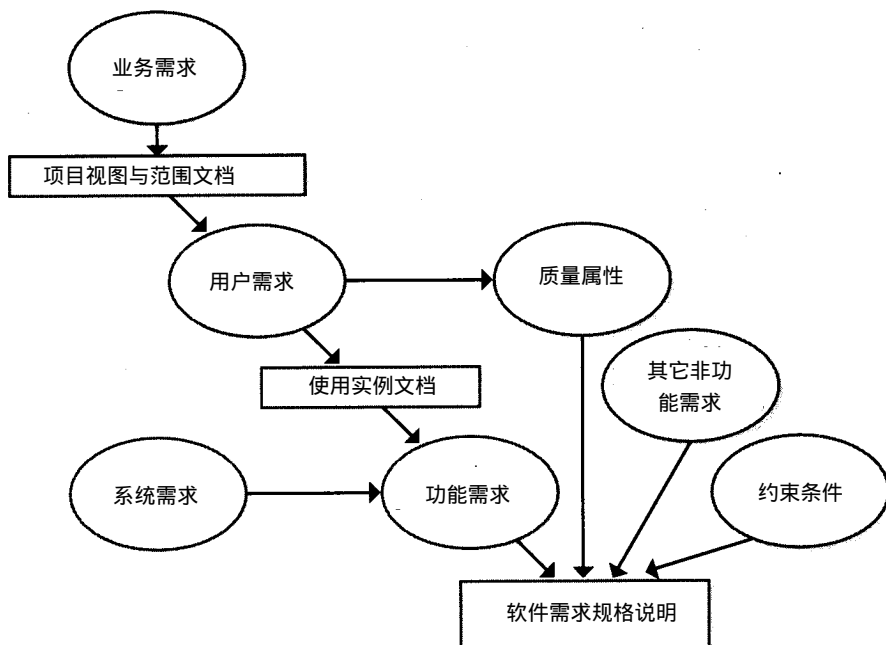 业务需求
项目视图与范围文档
用户需求
质量属性
使用实例文档
其它非功
能需求
系统需求
功能需求
约束条件
软件需求规格说明